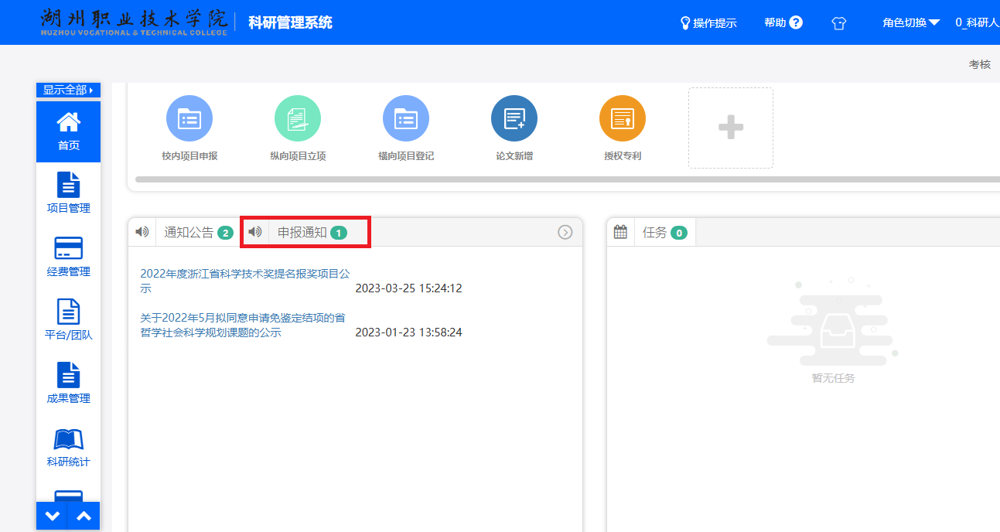 湖州职业技术学院
HUZHOU VOCATIONAL & TECHNICAL COLLEGE
科研管理系统
操作提示
帮助
角色切换
0_科研人
考核
显示全部
首页
项目管理
经费管理
平台/团队
成果管理
科研统计
校内项目申报
纵向项目立项
横向项目登记
论文新增
授权专利
通知公告 2
申报通知 1
2022年度浙江省科学技术奖提名报奖项目公
示
2023-03-25 15:24:12
关于2022年5月拟同意申请免鉴定结项的省
哲学社会科学规划课题的公示
2023-01-23 13:58:24
任务 0
暂无任务